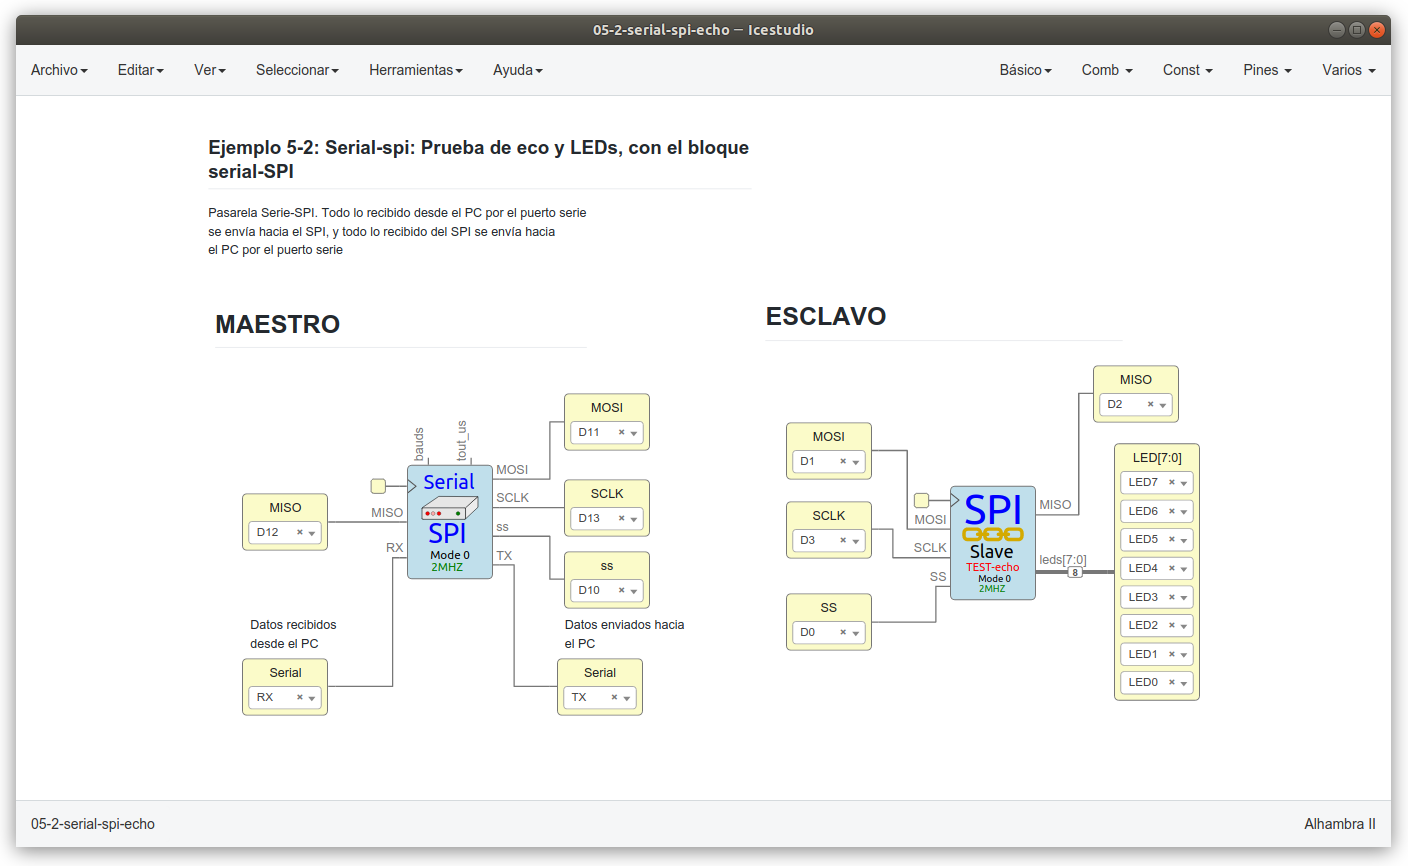 05-2-serial-spi-echo — Icestudio
Archivo Editar Ver Seleccionar Herramientas Ayuda Básico Comb Const Pines Varios
Ejemplo 5-2: Serial-spi: Prueba de eco y LEDs, con el bloque
serial-SPI
Pasarela Serie-SPI. Todo lo recibido desde el PC por el puerto serie
se envía hacia el SPI, y todo lo recibido del SPI se envía hacia
el PC por el puerto serie
MAESTRO
MISO
D12
bauds
tout_us
MISO
RX
Serial
SPI
Mode 0
2MHZ
MOSI
SCLK
ss
TX
MOSI
D11
SCLK
D13
ss
D10
Datos recibidos
desde el PC
Serial
RX
Datos enviados hacia
el PC
Serial
TX
ESCLAVO
MOSI
D1
SCLK
D3
SS
D0
MOSI
SCLK
SS
SPI
Slave
TEST-echo
Mode 0
2MHZ
MISO
leds[7:0]
8
MISO
D2
LED[7:0]
LED7
LED6
LED5
LED4
LED3
LED2
LED1
LED0
05-2-serial-spi-echo
Alhambra II